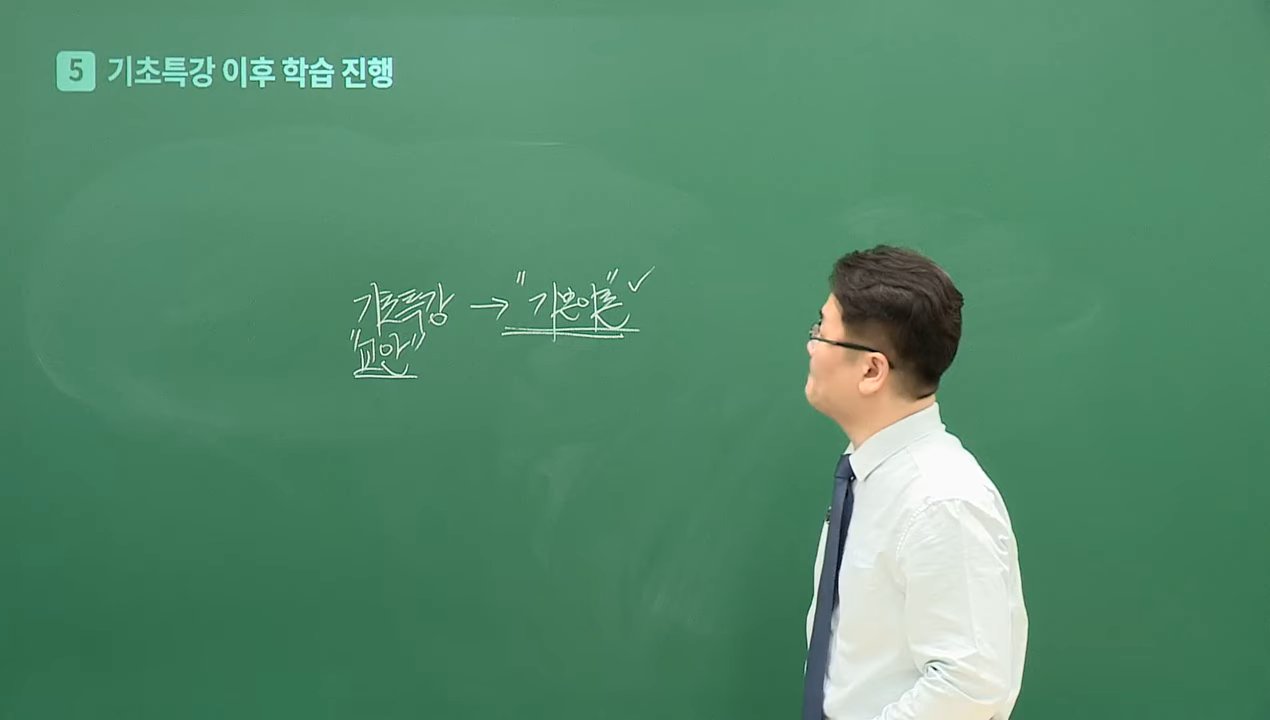 5 기초특강 이후 학습 진행
기초특강 → "기본이론" ✓
"교안"